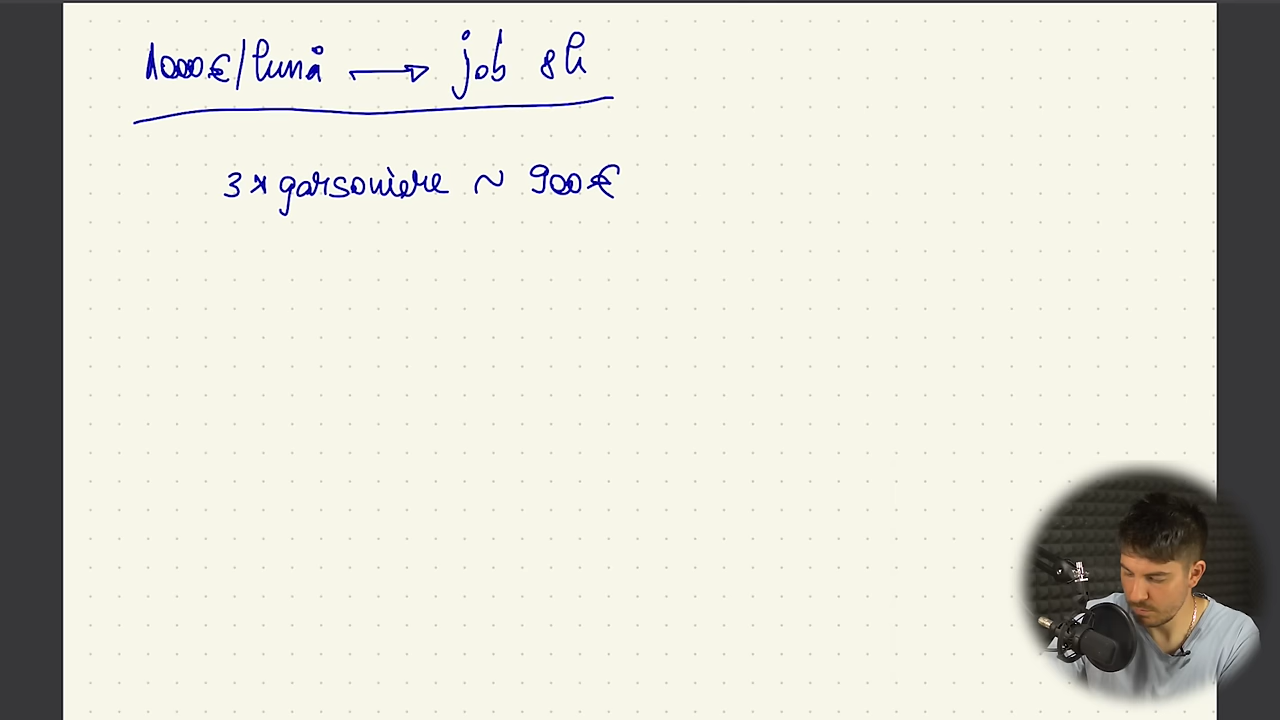 1000€/lună → job 8h
3 * garsoniere ~ 900€